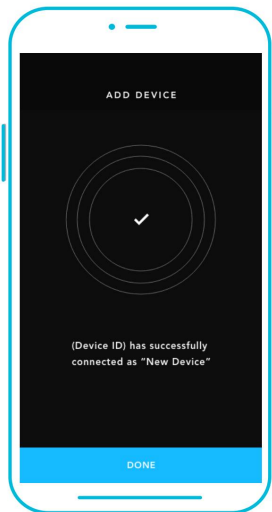 ADD DEVICE
(Device ID) has successfully
connected as “New Device”
DONE